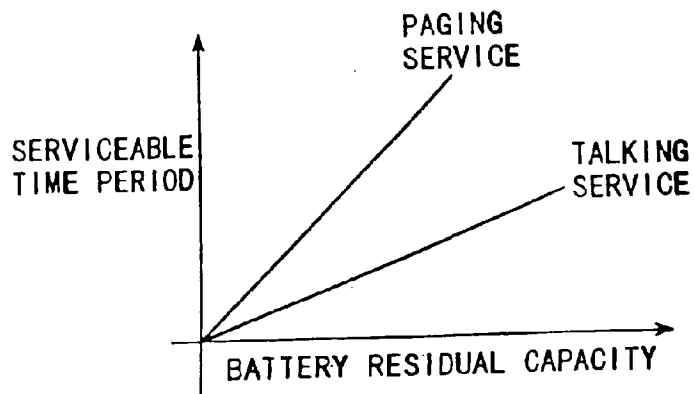 PAGING
SERVICE
SERVICEABLE
TIME PERIOD
TALKING
SERVICE
BATTERY RESIDUAL CAPACITY